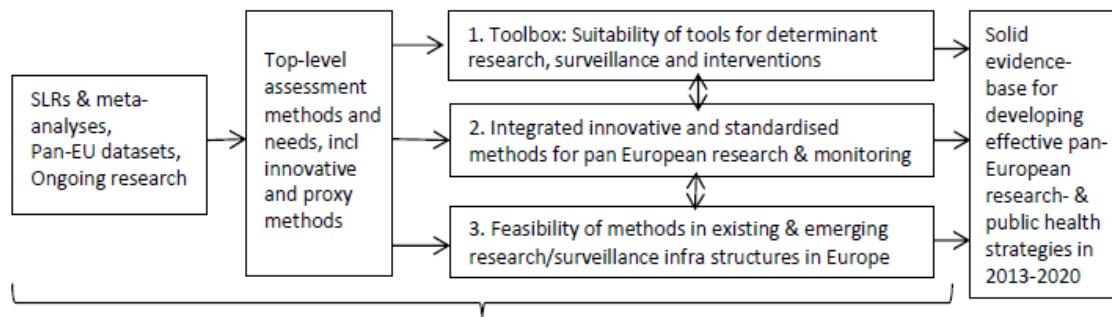 SLRs & meta-
analyses,
Pan-EU datasets,
Ongoing research
Top-level
assessment
methods and
needs, incl
innovative
and proxy
methods
1. Toolbox: Suitability of tools for determinant
research, surveillance and interventions
2. Integrated innovative and standardised
methods for pan European research & monitoring
3. Feasibility of methods in existing & emerging
research/surveillance infra structures in Europe
Solid
evidence-
base for
developing
effective pan-
European
research- &
public health
strategies in
2013-2020